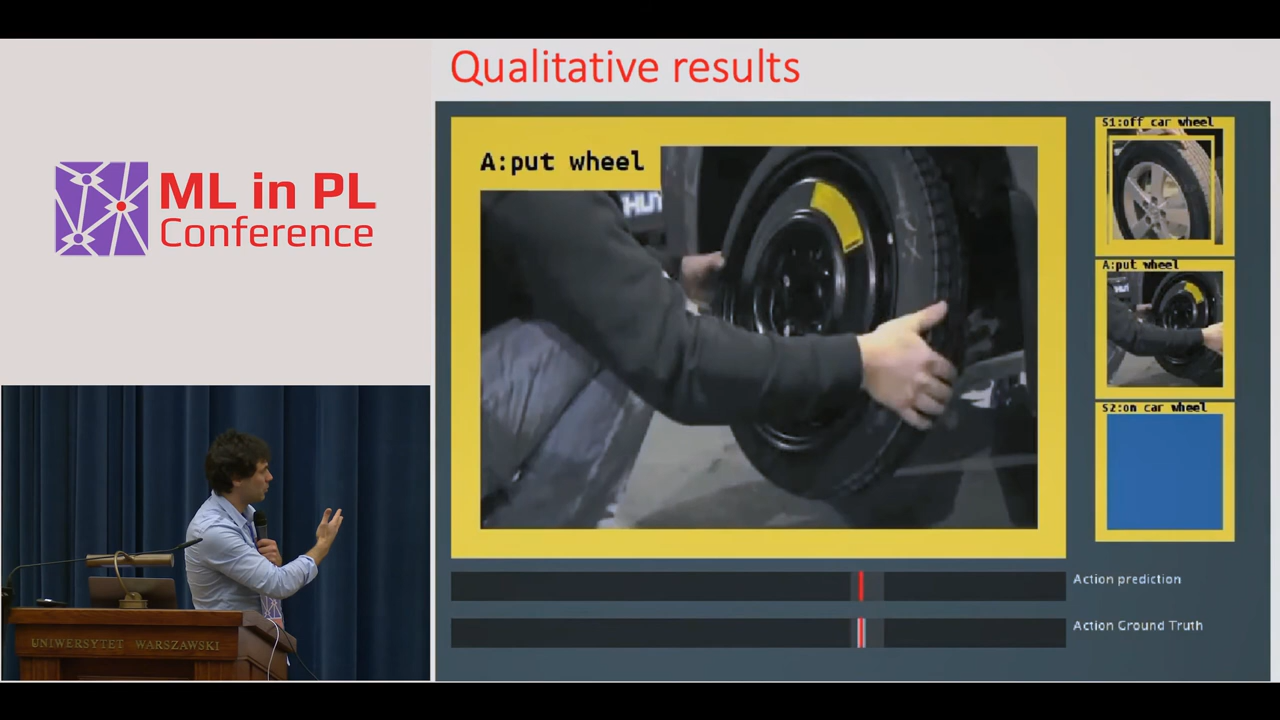 Qualitative results
ML in PL
Conference
A:put wheel
S1:off car wheel
A:put wheel
S2:on car wheel
Action prediction
Action Ground Truth
UNIWERSYTET WARSZAWSKI